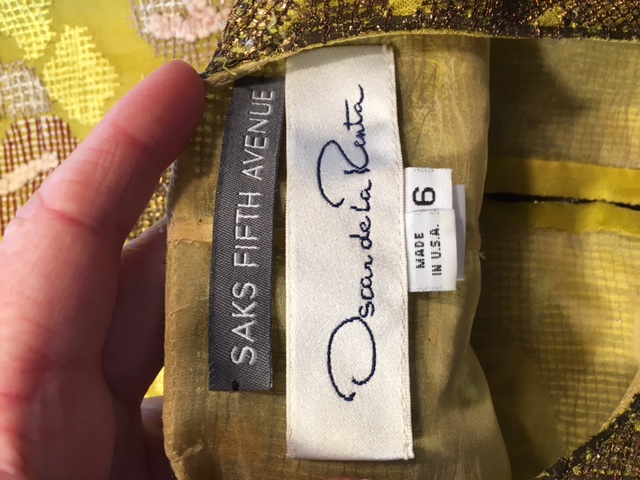 SAKS FIFTH AVENUE
Oscar de la Renta
6
MADE
IN U.S.A.